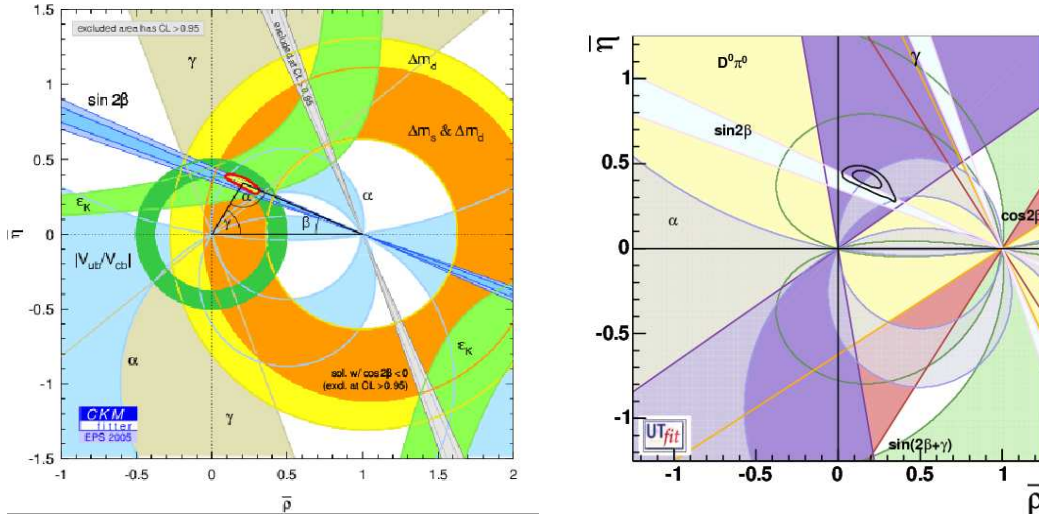 excluded area has CL > 0.95
γ
excluded at CL > 0.95
Δm_d
sin 2β
Δm_s & Δm_d
α
α
ε_K
γ
β
|V_ub/V_cb|
α
ε_K
sol. w/ cos 2β < 0
(excl. at CL > 0.95)
γ
CKM
fitter
EPS 2005
1.5
1
0.5
0
-0.5
-1
-1.5
-1
-0.5
0
0.5
1
1.5
2
η̄
ρ̄
η̄
D⁰π⁰
γ
sin2β
α
cos2β
sin(2β+γ)
UTfit
1
0.5
0
-0.5
-1
-1
-0.5
0
0.5
1
ρ̄